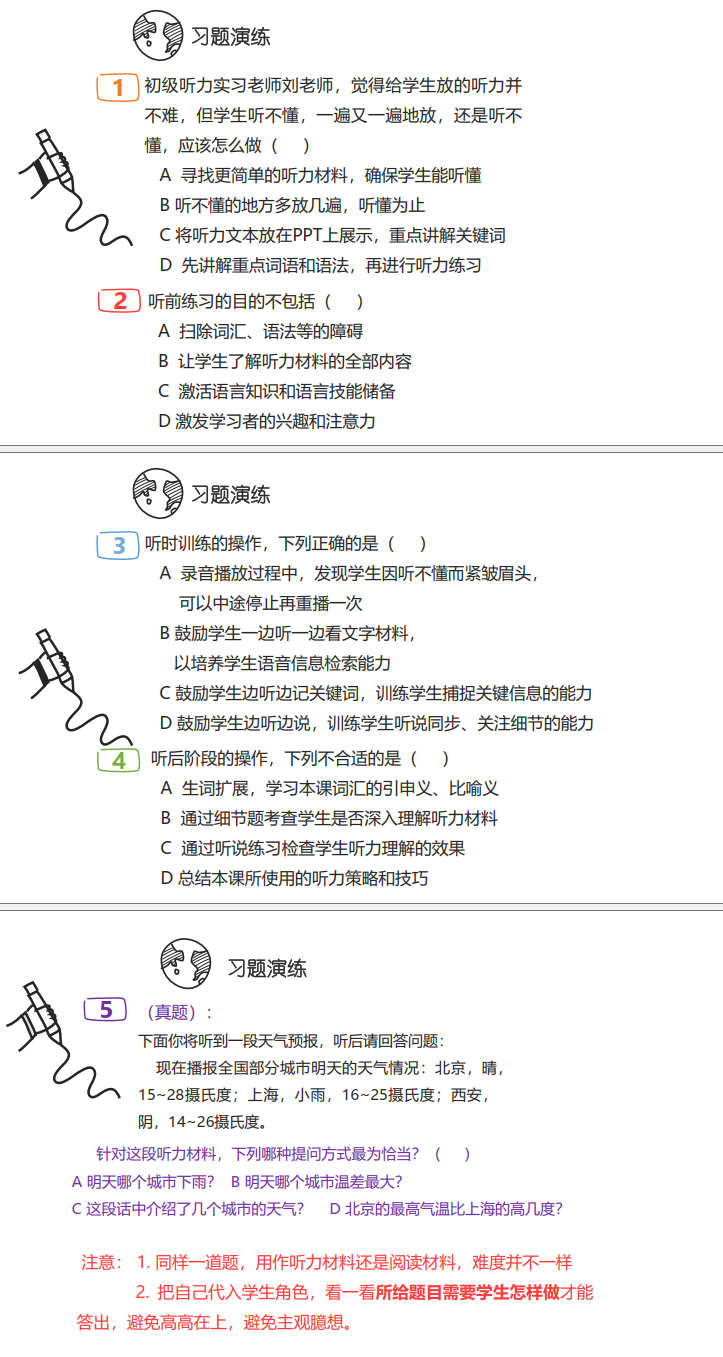 习题演练
1 初级听力实习老师刘老师，觉得给学生放的听力并
不难，但学生听不懂，一遍又一遍地放，还是听不
懂，应该怎么做（　）
A 寻找更简单的听力材料，确保学生能听懂
B 听不懂的地方多放几遍，听懂为止
C 将听力文本放在PPT上展示，重点讲解关键词
D 先讲解重点词语和语法，再进行听力练习
2 听前练习的目的不包括（　）
A 扫除词汇、语法等的障碍
B 让学生了解听力材料的全部内容
C 激活语言知识和语言技能储备
D 激发学习者的兴趣和注意力
习题演练
3 听时训练的操作，下列正确的是（　）
A 录音播放过程中，发现学生因听不懂而紧皱眉头，
可以中途停止再重播一次
B 鼓励学生一边听一边看文字材料，
以培养学生语音信息检索能力
C 鼓励学生边听边记关键词，训练学生捕捉关键信息的能力
D 鼓励学生边听边说，训练学生听说同步、关注细节的能力
4 听后阶段的操作，下列不合适的是（　）
A 生词扩展，学习本课词汇的引申义、比喻义
B 通过细节题考查学生是否深入理解听力材料
C 通过听说练习检查学生听力理解的效果
D 总结本课所使用的听力策略和技巧
习题演练
5 （真题）：
下面你将听到一段天气预报，听后请回答问题：
现在播报全国部分城市明天的天气情况：北京，晴，
15~28摄氏度；上海，小雨，16~25摄氏度；西安，
阴，14~26摄氏度。
针对这段听力材料，下列哪种提问方式最为恰当？（　）
A 明天哪个城市下雨？ B 明天哪个城市温差最大？
C 这段话中介绍了几个城市的天气？ D 北京的最高气温比上海的高几度？
注意： 1. 同样一道题，用作听力材料还是阅读材料，难度并不一样
2. 把自己代入学生角色，看一看所给题目需要学生怎样做才能
答出，避免高高在上，避免主观臆想。